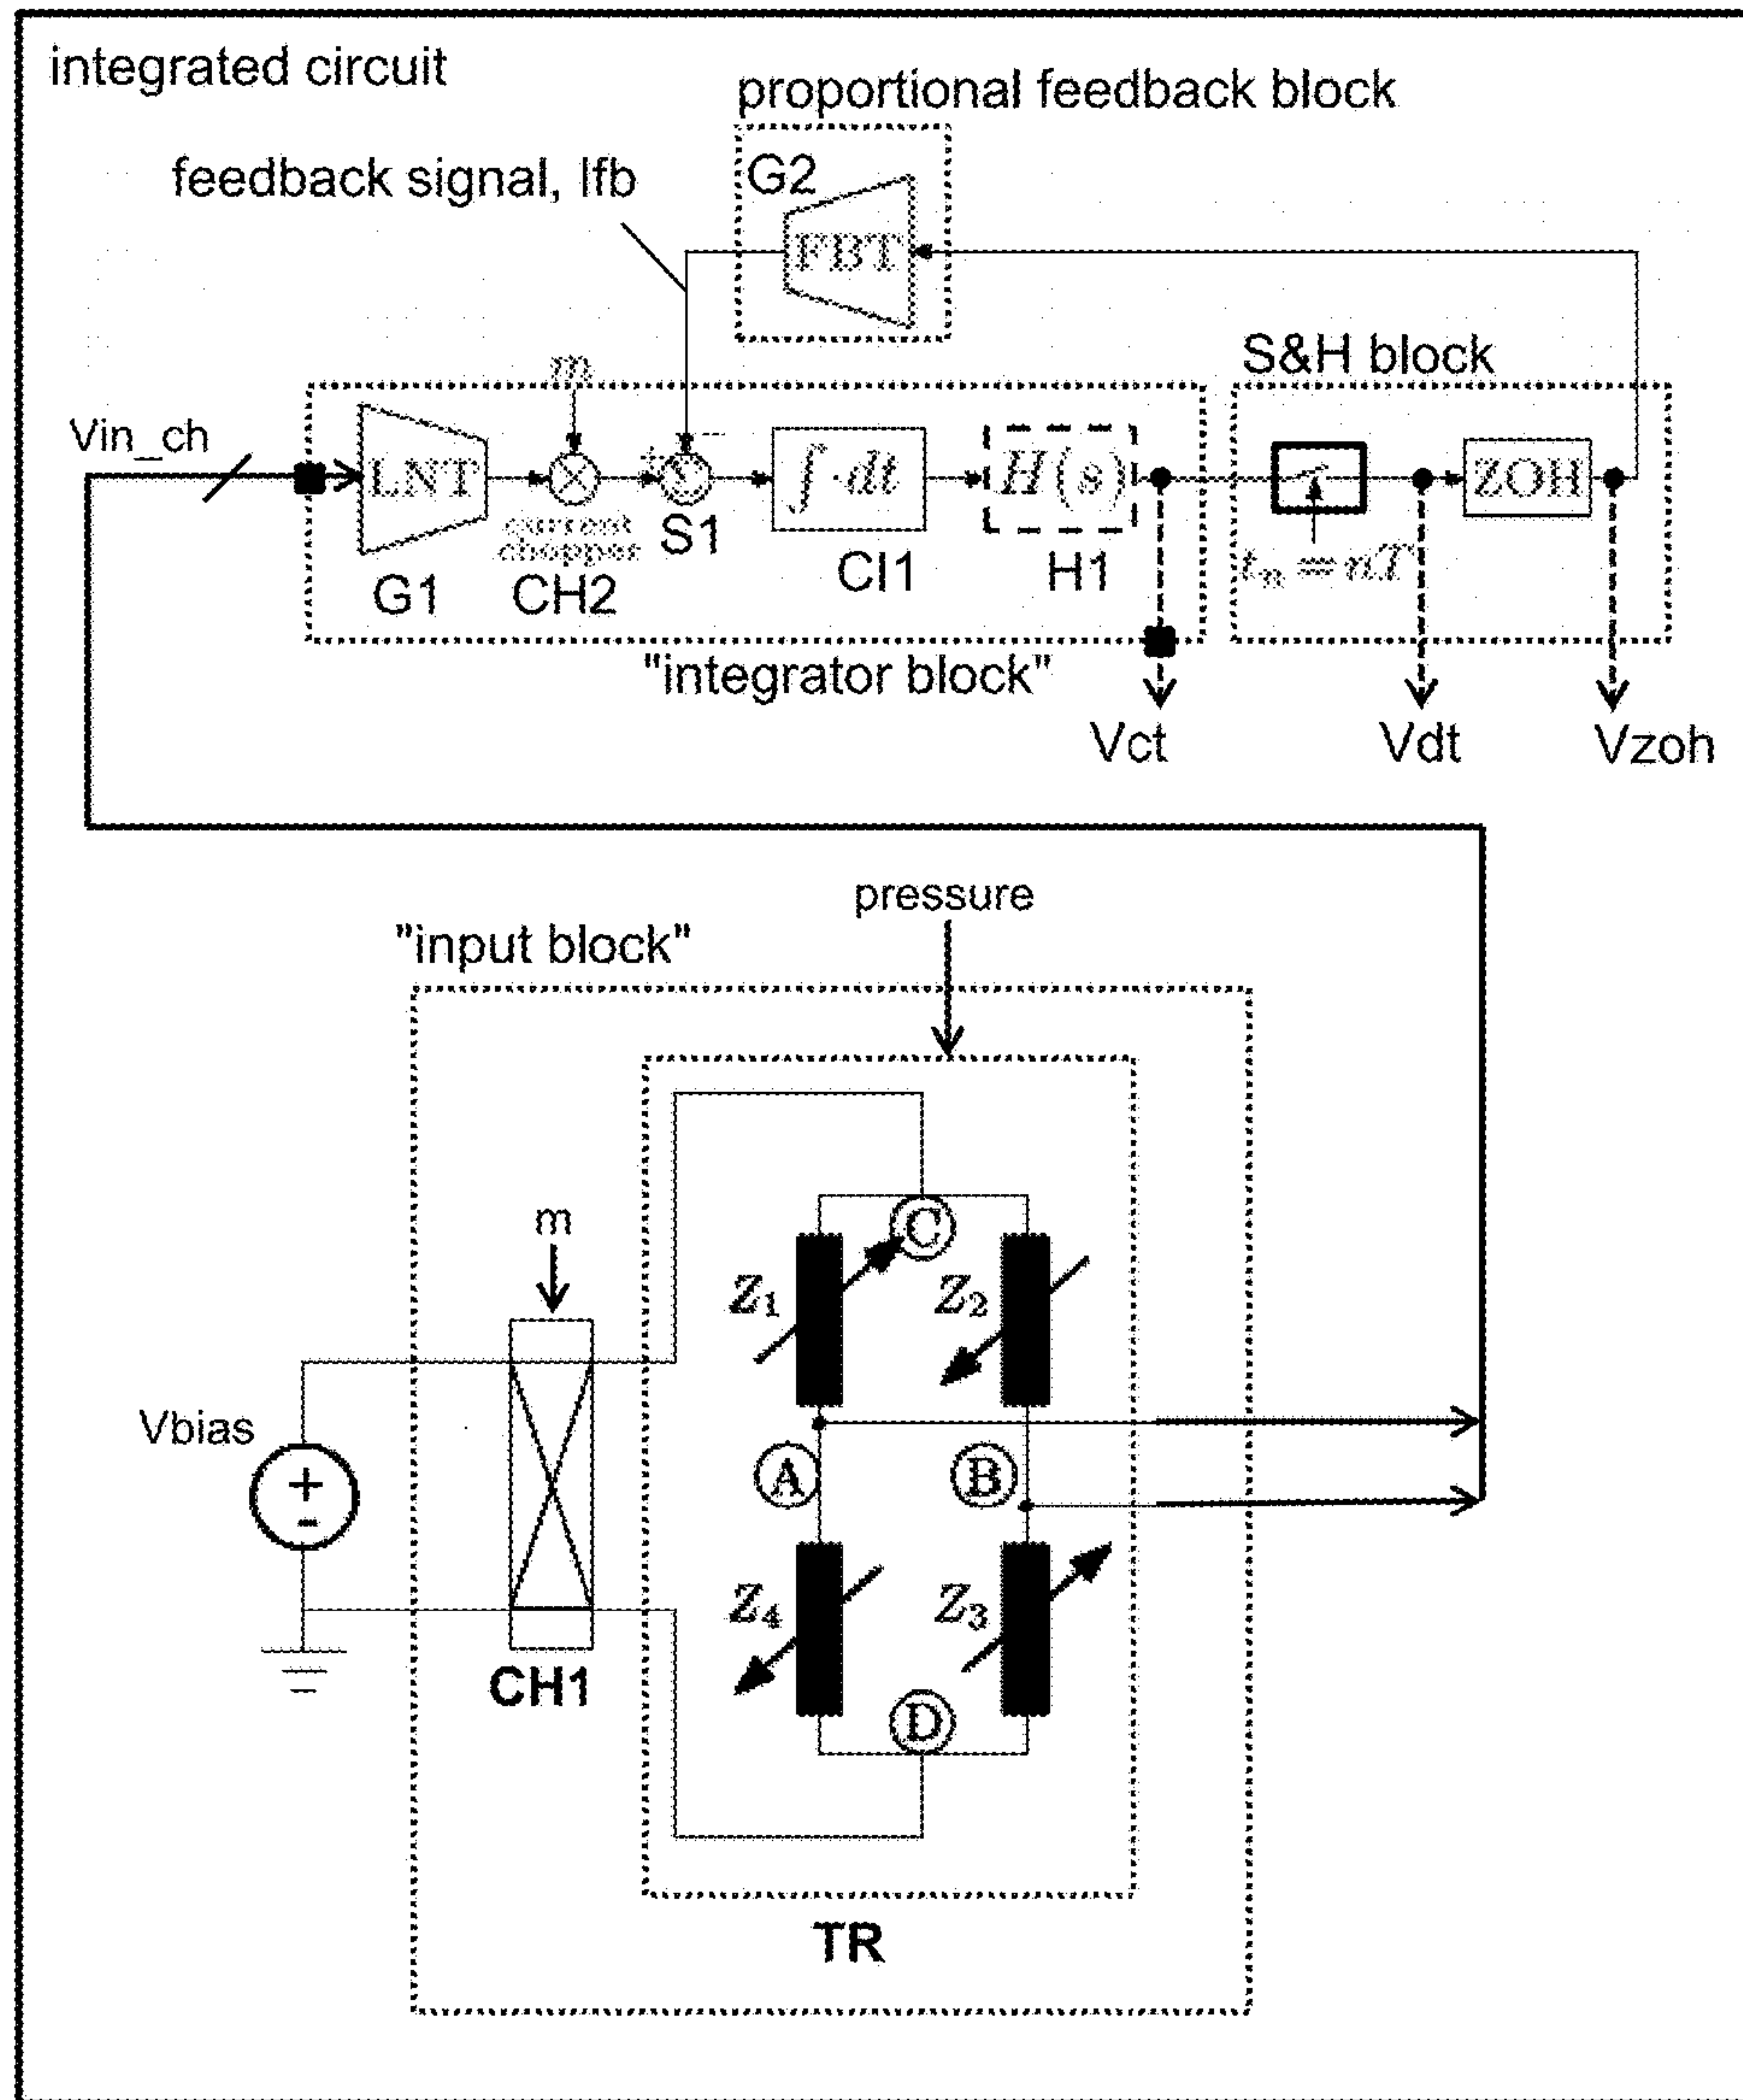 integrated circuit
proportional feedback block
feedback signal, Ifb
G2
FBT
S&H block
m
Vin_ch
LNT
+
−
Σ
∫·dt
H(s)
ZOH
current
chopper
S1
G1
CH2
CI1
H1
tₙ = nT
"integrator block"
Vct
Vdt
Vzoh
pressure
"input block"
m
C
Z₁
Z₂
Vbias
+
-
A
B
Z₄
Z₃
CH1
D
TR